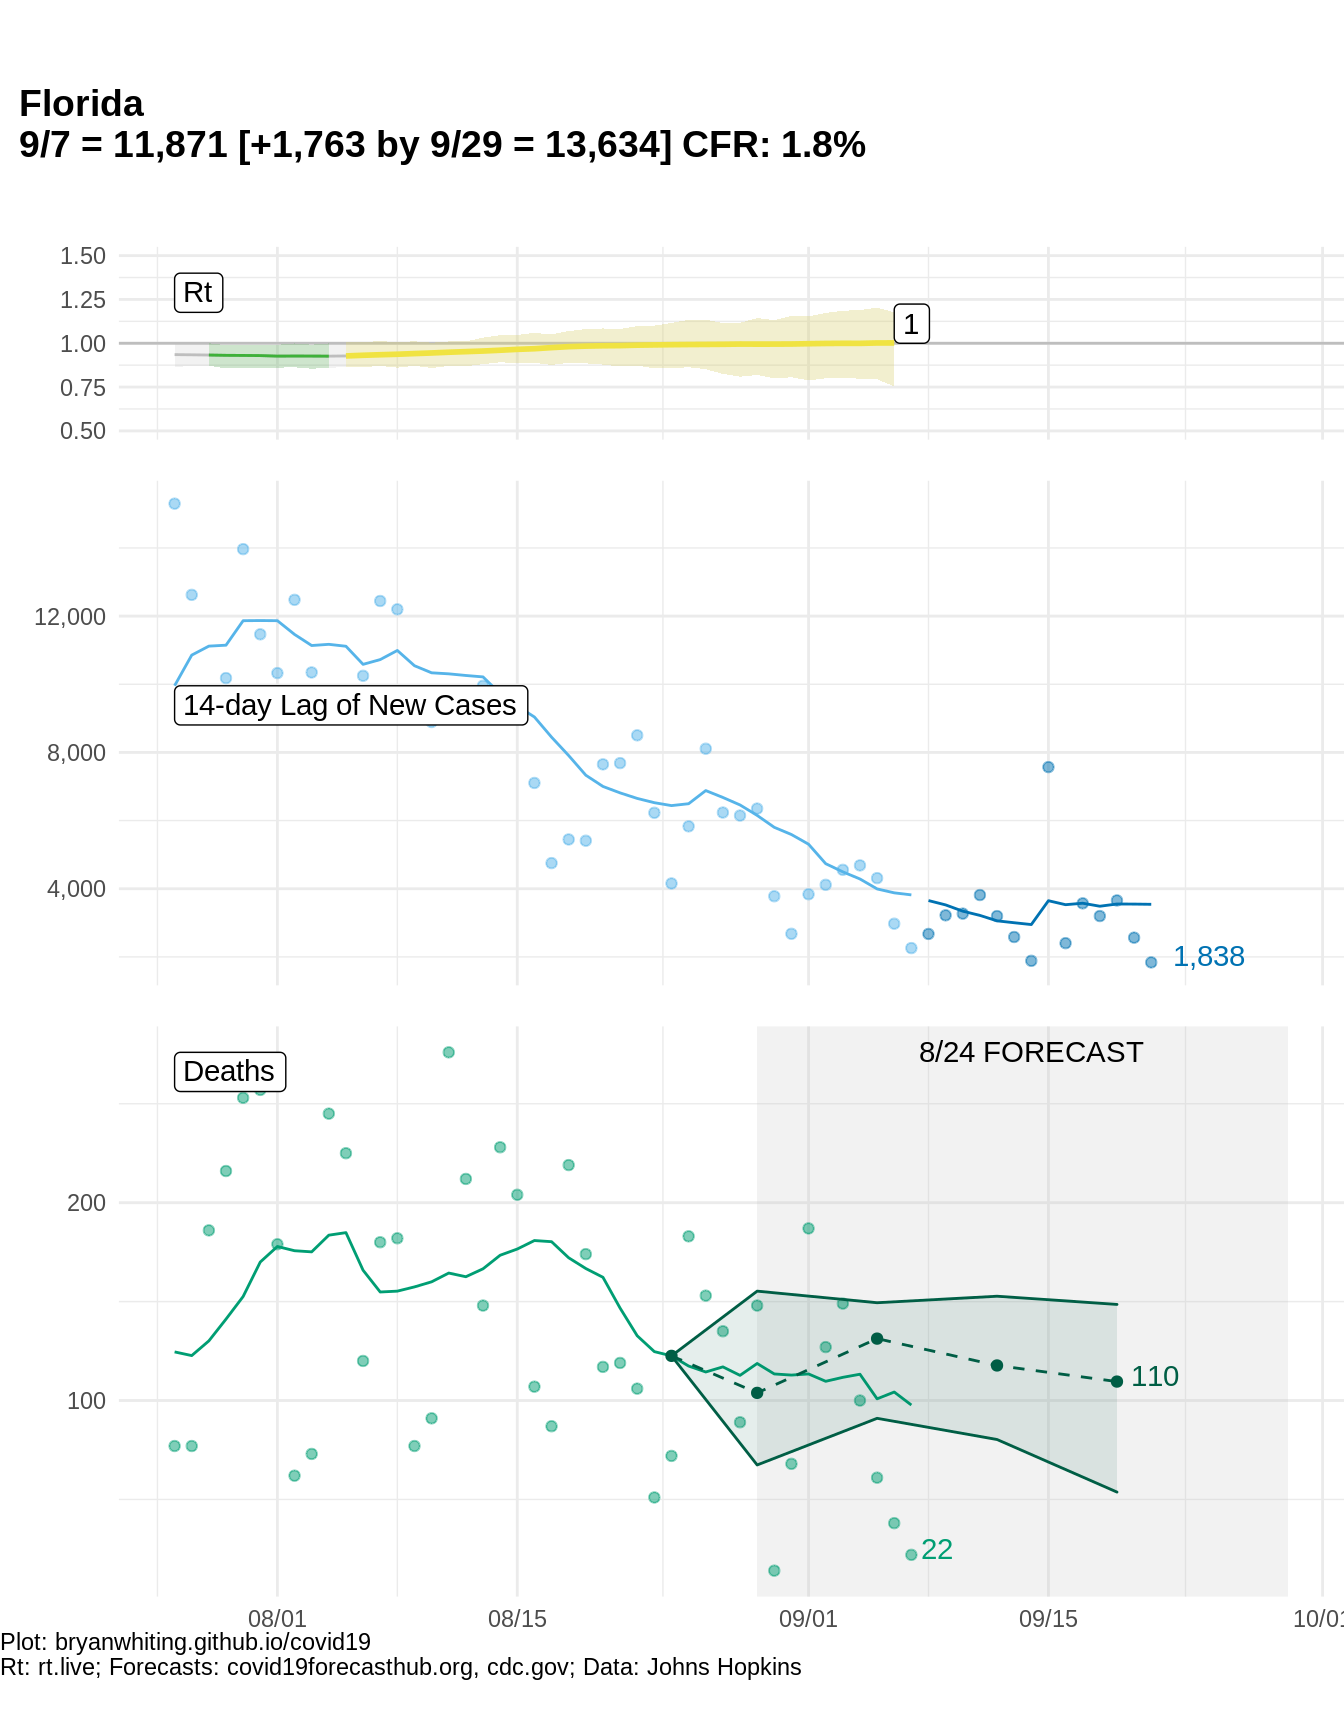 Florida
9/7 = 11,871 [+1,763 by 9/29 = 13,634] CFR: 1.8%
1.50
1.25
1.00
0.75
0.50
Rt
1
12,000
8,000
4,000
14-day Lag of New Cases
1,838
Deaths
8/24 FORECAST
200
100
110
22
08/01 08/15 09/01 09/15 10/01
Plot: bryanwhiting.github.io/covid19
Rt: rt.live; Forecasts: covid19forecasthub.org, cdc.gov; Data: Johns Hopkins